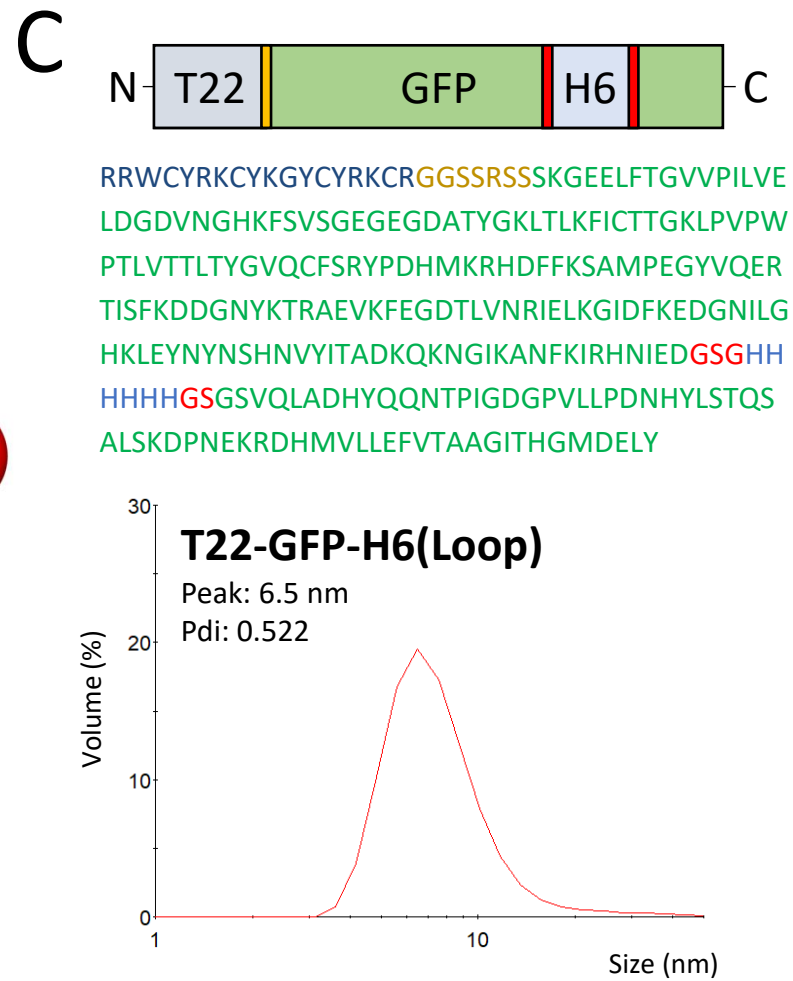 C
N T22 GFP H6 C
RRWCYRKCYKGYCYRKCRGGSSRSSSKGEELFTGVVPILVE
LDGDVNGHKFSVSGEGEGDATYGKLTLKFICTTGKLPVPW
PTLVTTLTYGVQCFSRYPDHMKRHDFFKSAMPEGYVQER
TISFKDDGNYKTRAEVKFEGDTLVNRIELKGIDFKEDGNILG
HKLEYNYNSHNVYITADKQKNGIKANFKIRHNIEDGSGHH
HHHHGSGSVQLADHYQQNTPIGDGPVLLPDNHYLSTQS
ALSKDPNEKRDHMVLLEFVTAAGITHGMDELY
T22-GFP-H6(Loop)
Peak: 6.5 nm
Pdi: 0.522
Volume (%)
30
20
10
0
1 10
Size (nm)